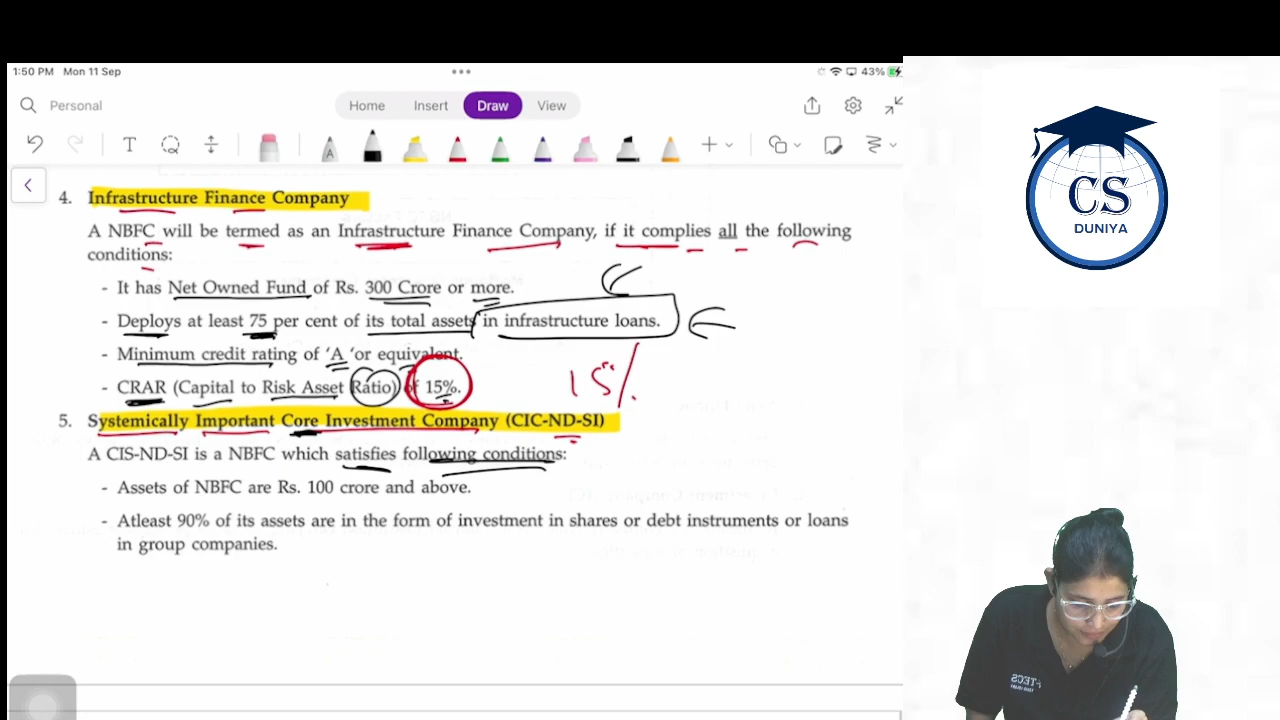 1:50 PM Mon 11 Sep
43%
Personal
Home Insert Draw View
T
A
CS
DUNIYA
4. Infrastructure Finance Company
A NBFC will be termed as an Infrastructure Finance Company, if it complies all the following
conditions:
- It has Net Owned Fund of Rs. 300 Crore or more.
- Deploys at least 75 per cent of its total assets in infrastructure loans.
- Minimum credit rating of 'A 'or equivalent.
- CRAR (Capital to Risk Asset Ratio) of 15%.
15%
5. Systemically Important Core Investment Company (CIC-ND-SI)
A CIS-ND-SI is a NBFC which satisfies following conditions:
- Assets of NBFC are Rs. 100 crore and above.
- Atleast 90% of its assets are in the form of investment in shares or debt instruments or loans
in group companies.